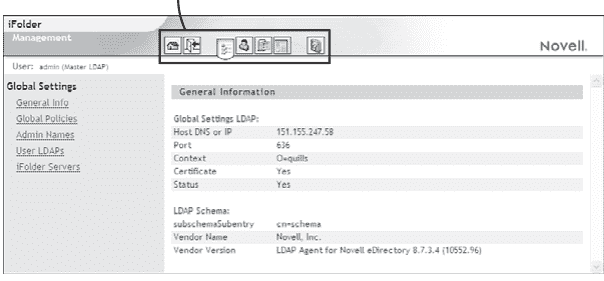 iFolder
Management
Novell.
User: admin (Master LDAP)
Global Settings
General Info
Global Policies
Admin Names
User LDAPs
iFolder Servers
General Information
Global Settings LDAP:
Host DNS or IP 151.155.247.58
Port 636
Context O=quills
Certificate Yes
Status Yes
LDAP Schema:
subschemaSubentry cn=schema
Vendor Name Novell, Inc.
Vendor Version LDAP Agent for Novell eDirectory 8.7.3.4 (10552.96)